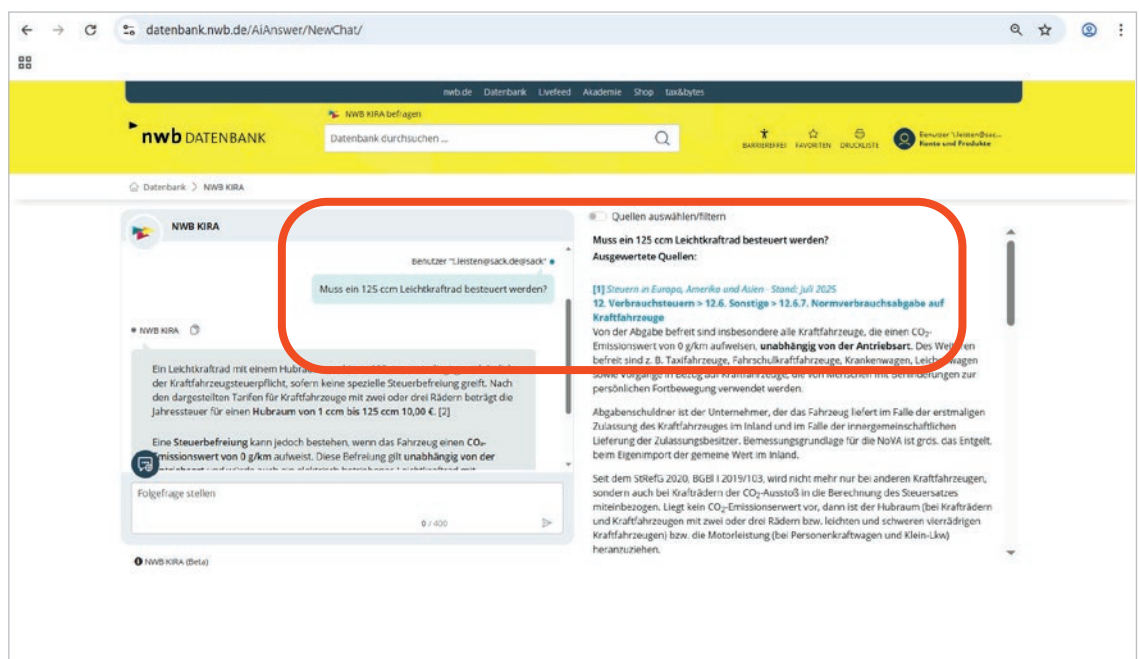 datenbank.nwb.de/AiAnswer/NewChat/
nwb.de Datenbank Livefeed Akademie Shop tax&bytes
NWB KIRA befragen
nwb DATENBANK
Datenbank durchsuchen ...
BARRIEREFREI FAVORITEN DRUCKLISTE
Konto und Produkte
Datenbank > NWB KIRA
NWB KIRA
Muss ein 125 ccm Leichtkraftrad besteuert werden?
NWB KIRA
Ein Leichtkraftrad mit einem
der Kraftfahrzeugsteuerpflicht, sofern keine spezielle Steuerbefreiung greift. Nach
den dargestellten Tarifen für Kraftfahrzeuge mit zwei oder drei Rädern beträgt die
Jahressteuer für einen Hubraum von 1 ccm bis 125 ccm 10,00 €. [2]
Eine Steuerbefreiung kann jedoch bestehen, wenn das Fahrzeug einen CO₂-
Emissionswert von 0 g/km aufweist. Diese Befreiung gilt unabhängig von der
Folgefrage stellen
0 / 400
NWB KIRA (Beta)
Quellen auswählen/filtern
Muss ein 125 ccm Leichtkraftrad besteuert werden?
Ausgewertete Quellen:
[1] Steuern in Europa, Amerika und Asien - Stand: Juli 2025
12. Verbrauchsteuern > 12.6. Sonstige > 12.6.7. Normverbrauchsabgabe auf
Kraftfahrzeuge
Von der Abgabe befreit sind insbesondere alle Kraftfahrzeuge, die einen CO₂-
Emissionswert von 0 g/km aufweisen, unabhängig von der Antriebsart. Des Weiteren
befreit sind z. B. Taxifahrzeuge, Fahrschulkraftfahrzeuge, Krankenwagen, Leichenwagen
sowie Vorgänge in Bezug auf Kraftfahrzeuge, die von Menschen mit Behinderungen zur
persönlichen Fortbewegung verwendet werden.
Abgabenschuldner ist der Unternehmer, der das Fahrzeug liefert im Falle der erstmaligen
Zulassung des Kraftfahrzeuges im Inland und im Falle der innergemeinschaftlichen
Lieferung der Zulassungsbesitzer. Bemessungsgrundlage für die NoVA ist grds. das Entgelt,
beim Eigenimport der gemeine Wert im Inland.
Seit dem StRefG 2020, BGBl I 2019/103, wird nicht mehr nur bei anderen Kraftfahrzeugen,
sondern auch bei Krafträdern der CO₂-Ausstoß in die Berechnung des Steuersatzes
miteinbezogen. Liegt kein CO₂-Emissionserwert vor, dann ist der Hubraum (bei Krafträdern
und Kraftfahrzeugen mit zwei oder drei Rädern bzw. leichten und schweren vierrädrigen
Kraftfahrzeugen) bzw. die Motorleistung (bei Personenkraftwagen und Klein-Lkw)
heranzuziehen.